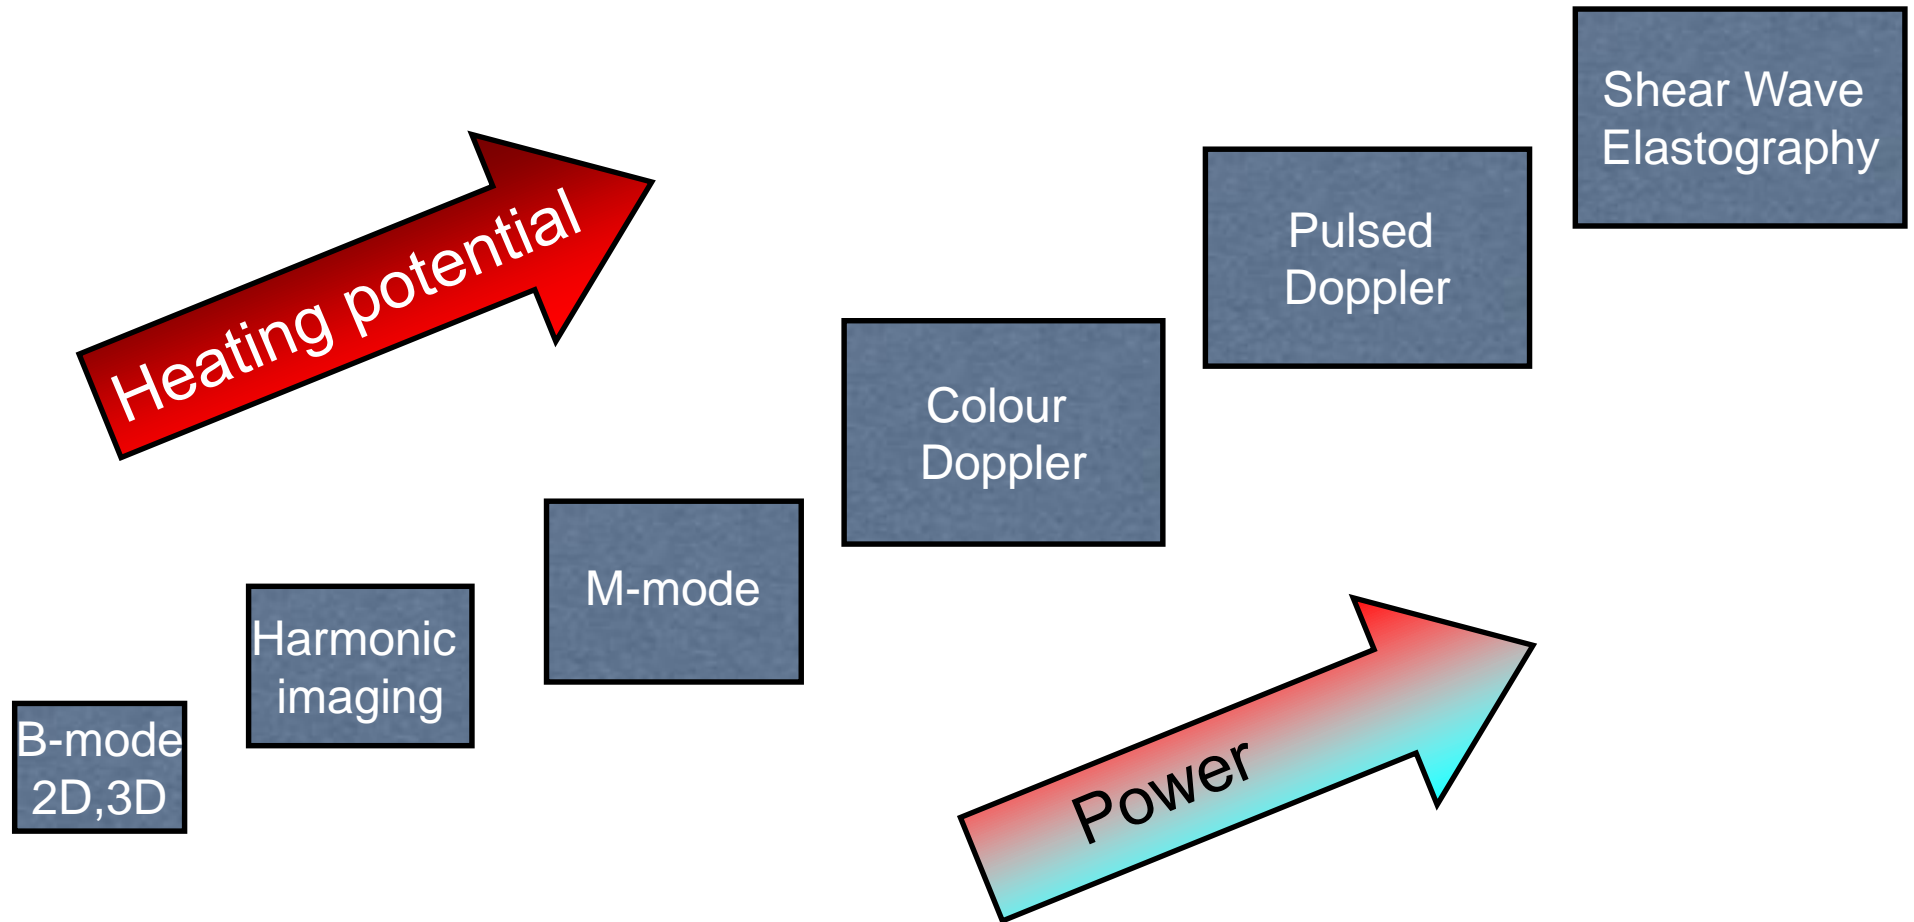 Shear Wave
Elastography
Heating potential
Pulsed
Doppler
Colour
Doppler
M-mode
Harmonic
imaging
B-mode
2D,3D
Power